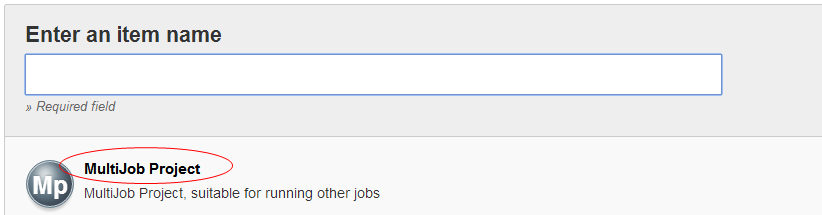 Enter an item name
» Required field
Mp
MultiJob Project
MultiJob Project, suitable for running other jobs